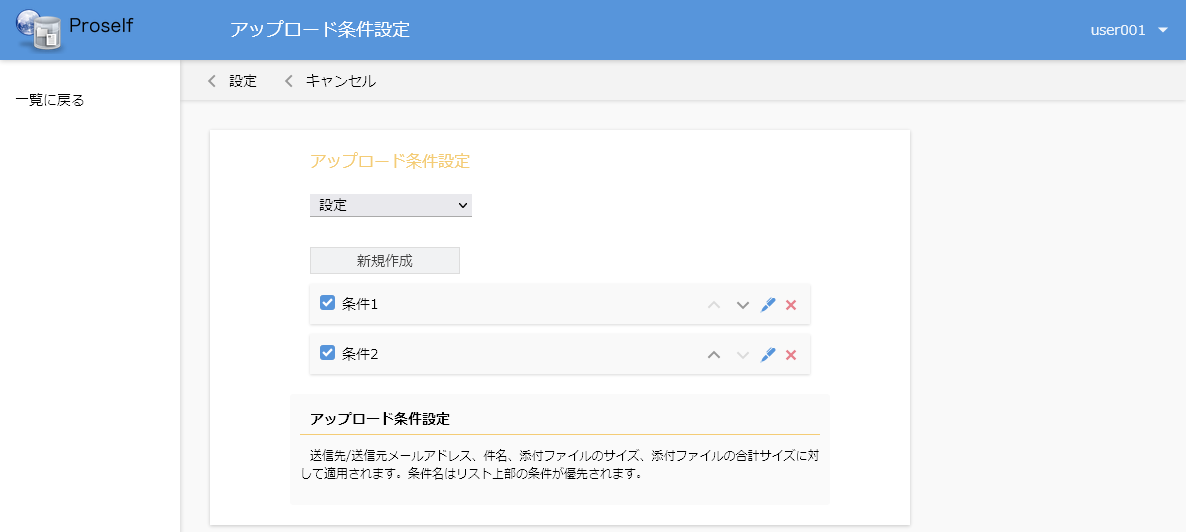 Proself
アップロード条件設定
user001
一覧に戻る
設定
キャンセル
アップロード条件設定
設定
新規作成
条件1
条件2
アップロード条件設定
送信先/送信元メールアドレス、件名、添付ファイルのサイズ、添付ファイルの合計サイズに対
して適用されます。条件名はリスト上部の条件が優先されます。